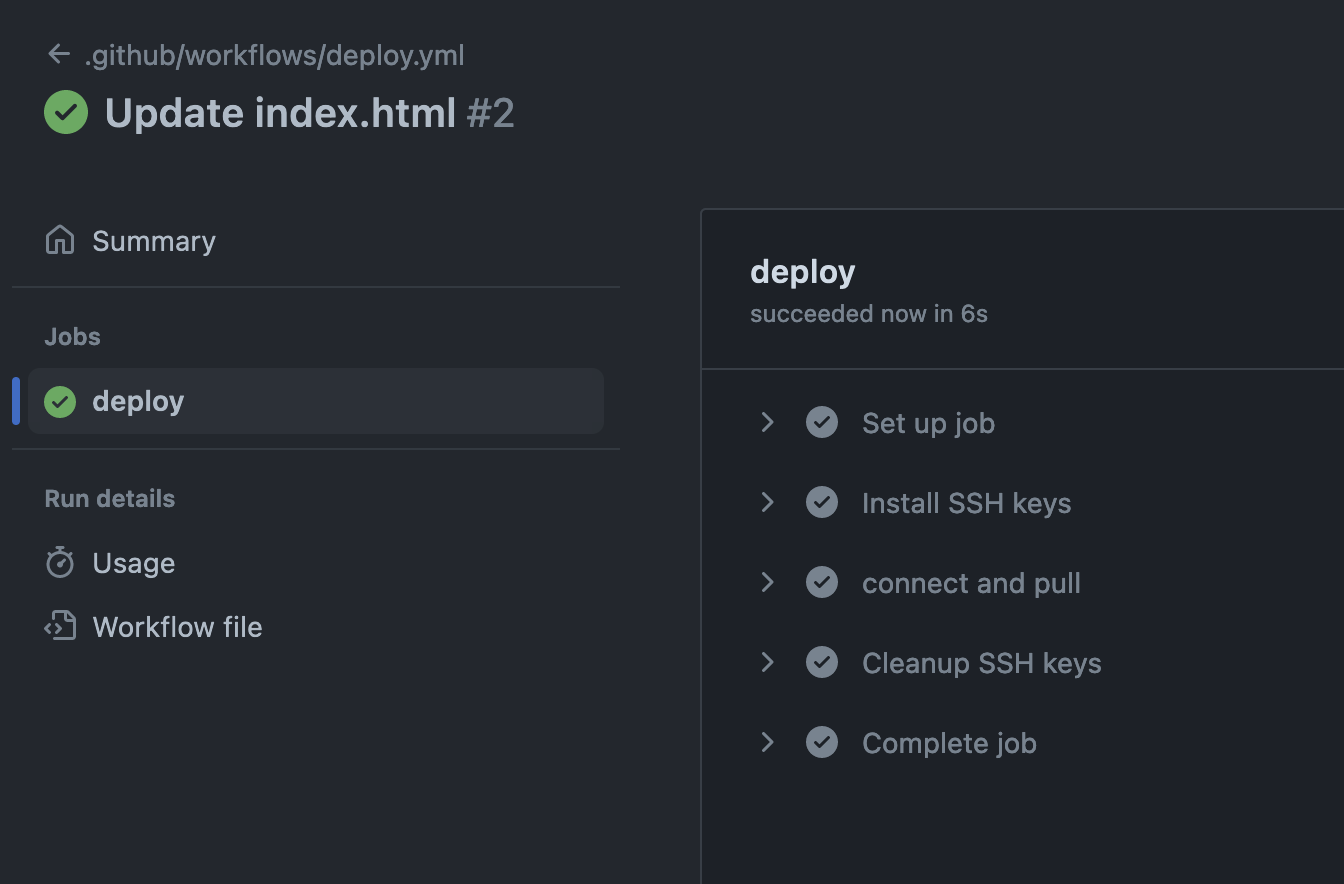 .github/workflows/deploy.yml
Update index.html #2
Summary
Jobs
deploy
Run details
Usage
Workflow file
deploy
succeeded now in 6s
Set up job
Install SSH keys
connect and pull
Cleanup SSH keys
Complete job